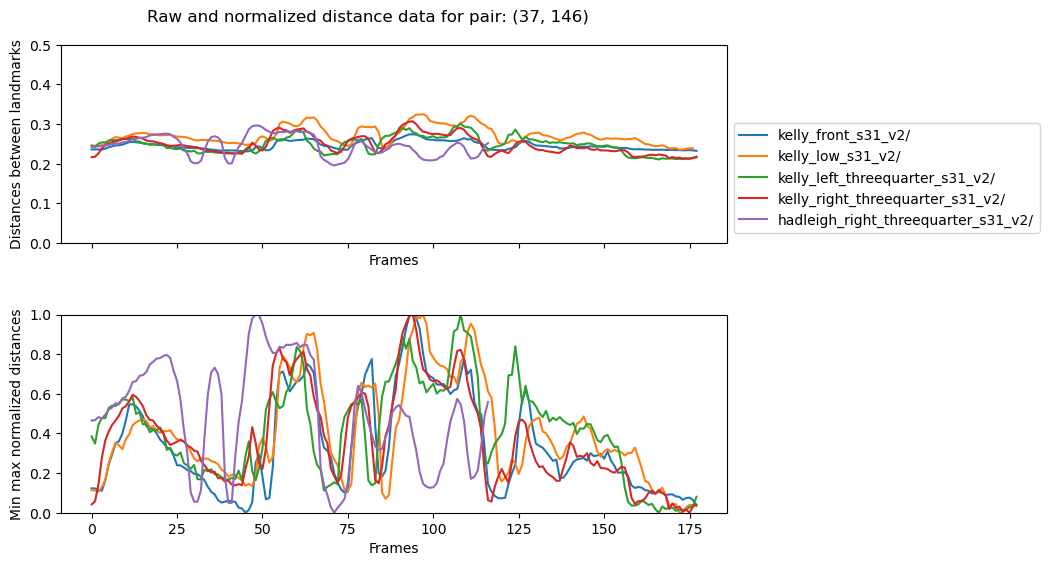 Raw and normalized distance data for pair: (37, 146)
Distances between landmarks
0.5
0.4
0.3
0.2
0.1
0.0
Frames
kelly_front_s31_v2/
kelly_low_s31_v2/
kelly_left_threequarter_s31_v2/
kelly_right_threequarter_s31_v2/
hadleigh_right_threequarter_s31_v2/
Min max normalized distances
1.0
0.8
0.6
0.4
0.2
0.0
0 25 50 75 100 125 150 175
Frames